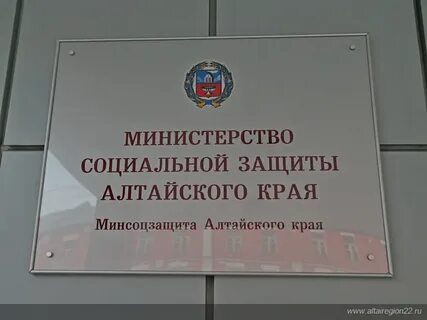 МИНИСТЕРСТВО
СОЦИАЛЬНОЙ ЗАЩИТЫ
АЛТАЙСКОГО КРАЯ
Минсоцзащита Алтайского края
www.altairegion22.ru